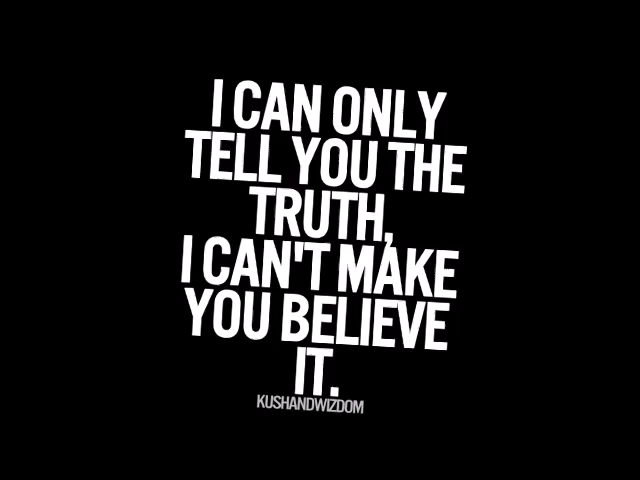 I CAN ONLY
TELL YOU THE
TRUTH,
I CAN'T MAKE
YOU BELIEVE
IT.
KUSHANDWIZDOM